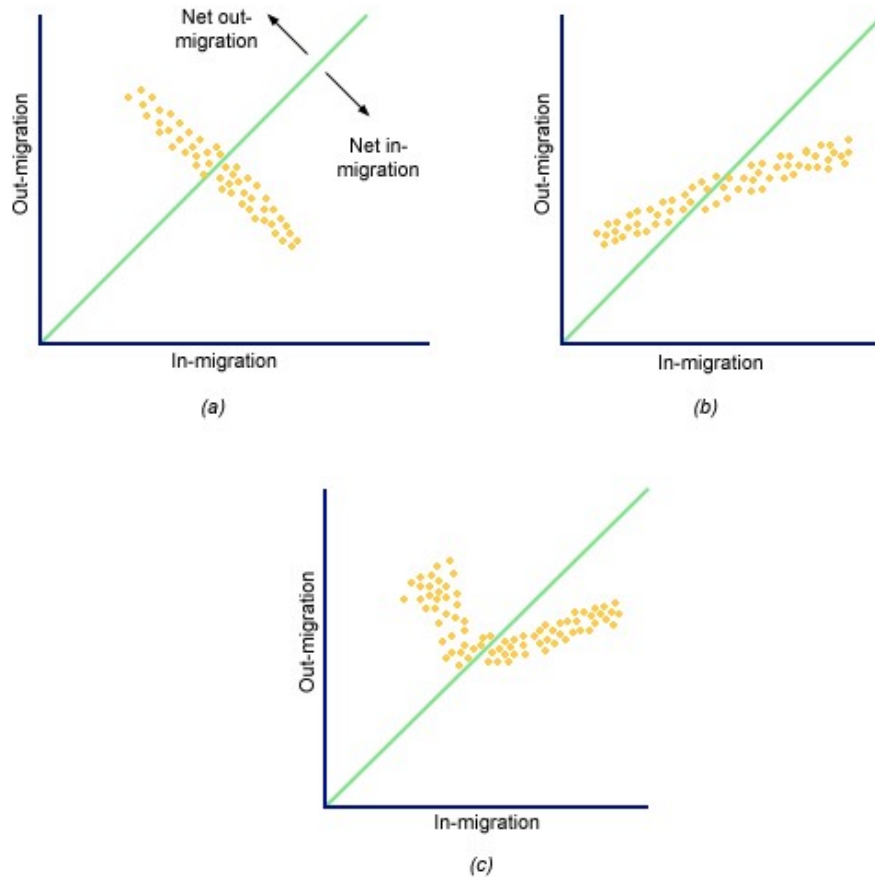 Net out-
migration
Net in-
migration
Out-migration
In-migration
(a)
Out-migration
In-migration
(b)
Out-migration
In-migration
(c)